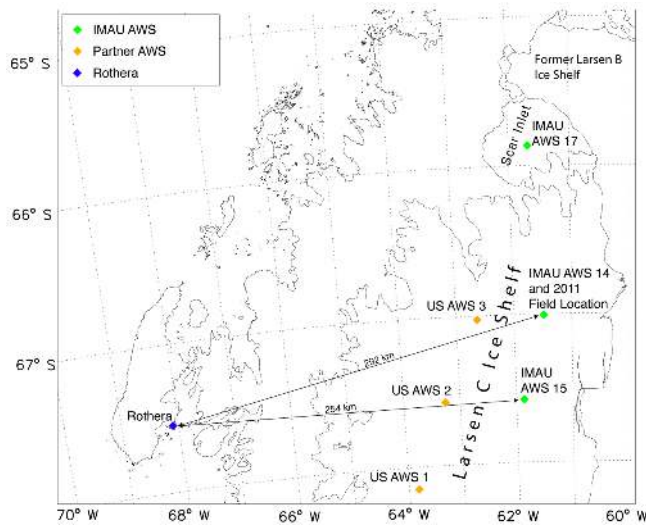 IMAU AWS
Partner AWS
Rothera
65° S
66° S
67° S
Former Larsen B
Ice Shelf
Scar Inlet
IMAU
AWS 17
Larsen C Ice Shelf
IMAU AWS 14
and 2011
Field Location
US AWS 3
292 km
IMAU
AWS 15
US AWS 2
254 km
Rothera
US AWS 1
70° W
68° W
66° W
64° W
62° W
60° W